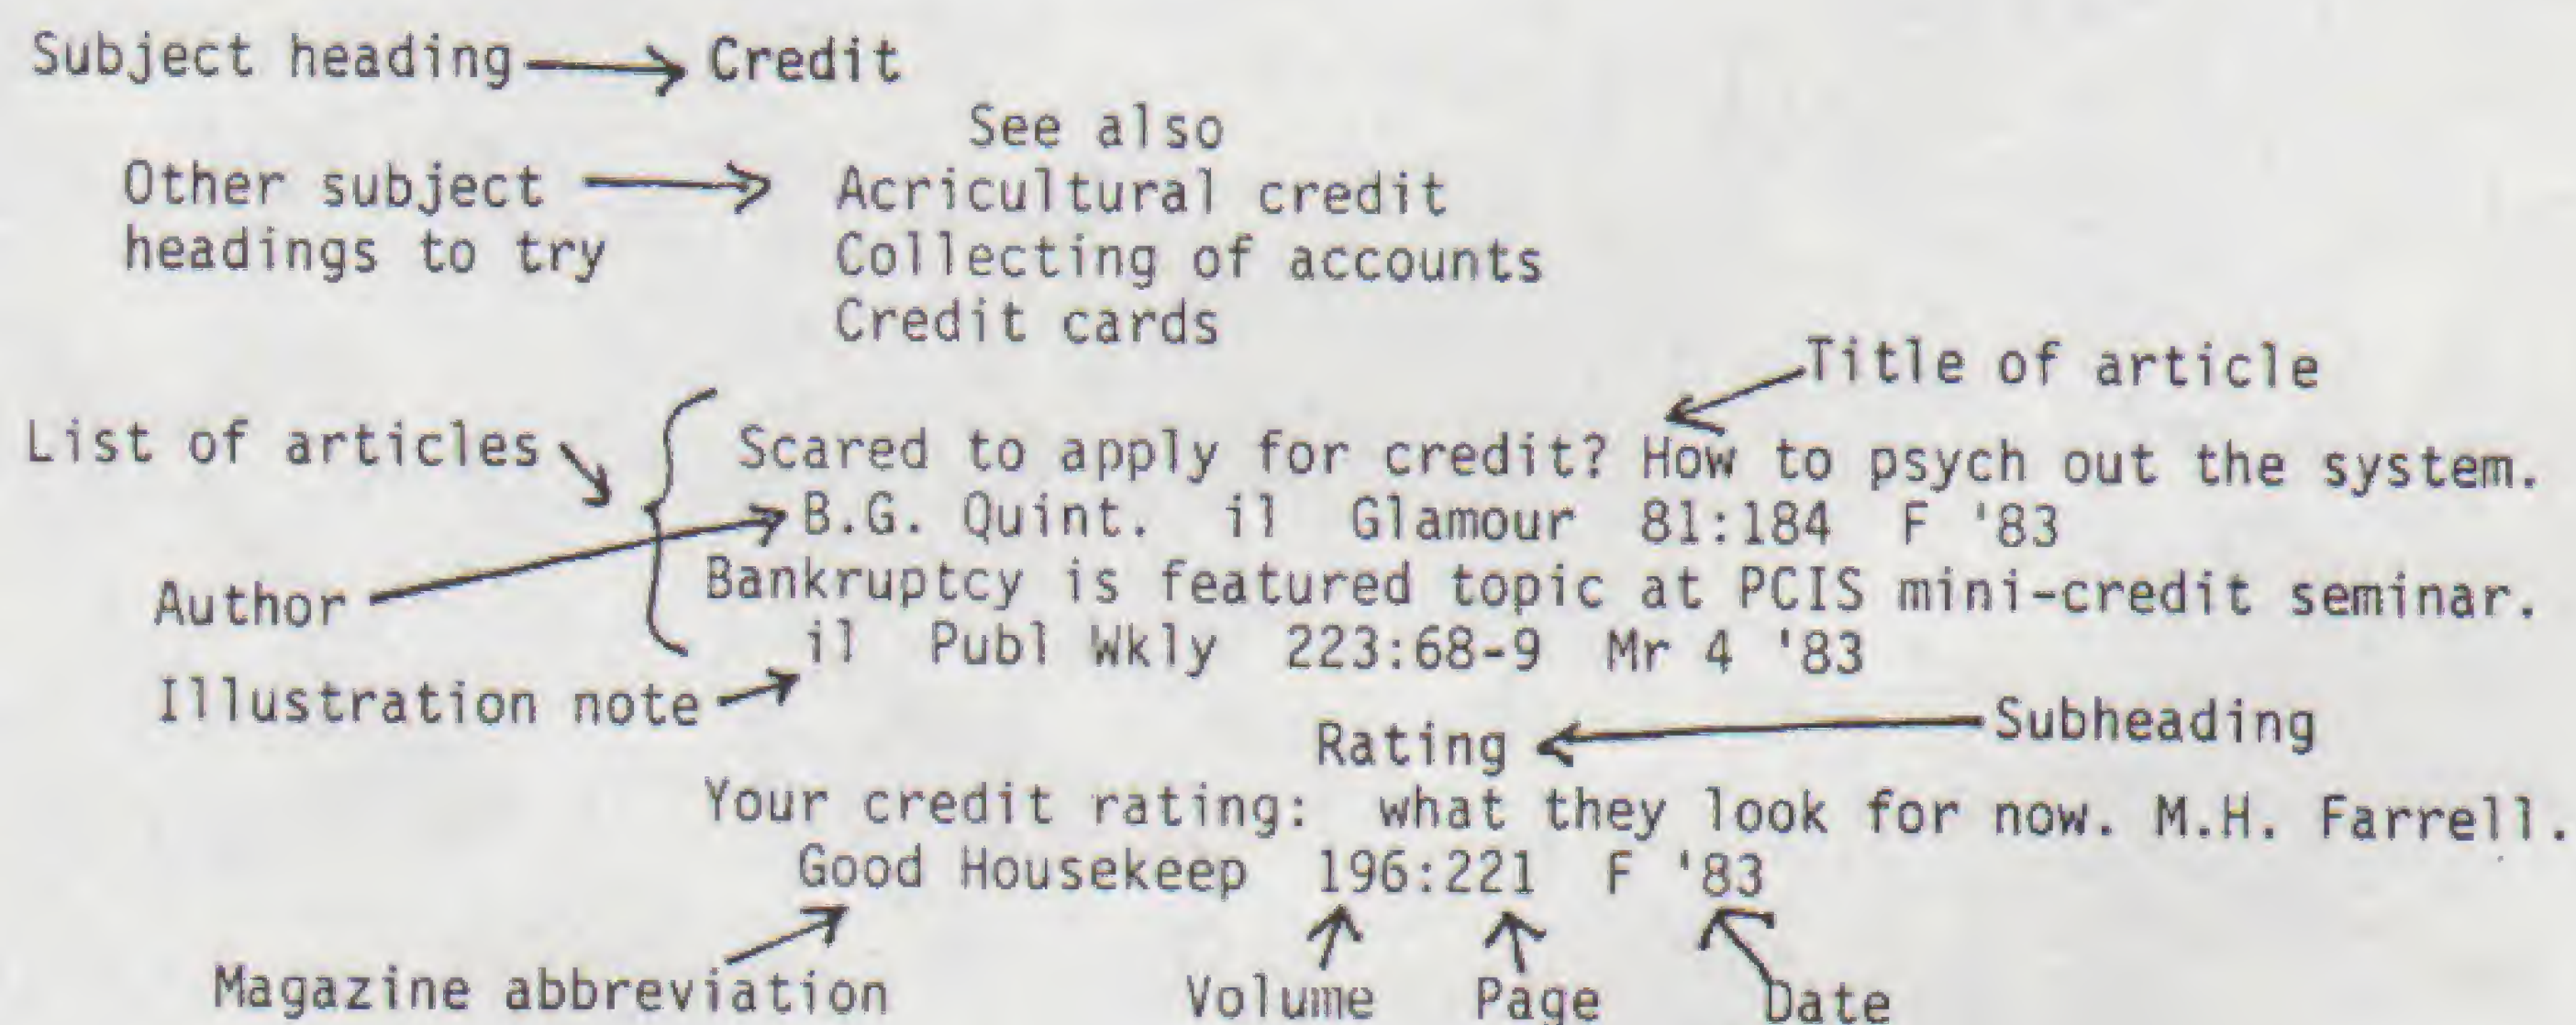 Subject heading Credit
See also
Other subject Acricultural credit
headings to try Collecting of accounts
Credit cards
Title of article
List of articles Scared to apply for credit? How to psych out the system.
B.G. Quint. il Glamour 81:184 F '83
Author Bankruptcy is featured topic at PCIS mini-credit seminar.
il Publ Wkly 223:68-9 Mr 4 '83
Illustration note
Rating Subheading
Your credit rating: what they look for now. M.H. Farrell.
Good Housekeep 196:221 F '83
Magazine abbreviation Volume Page Date